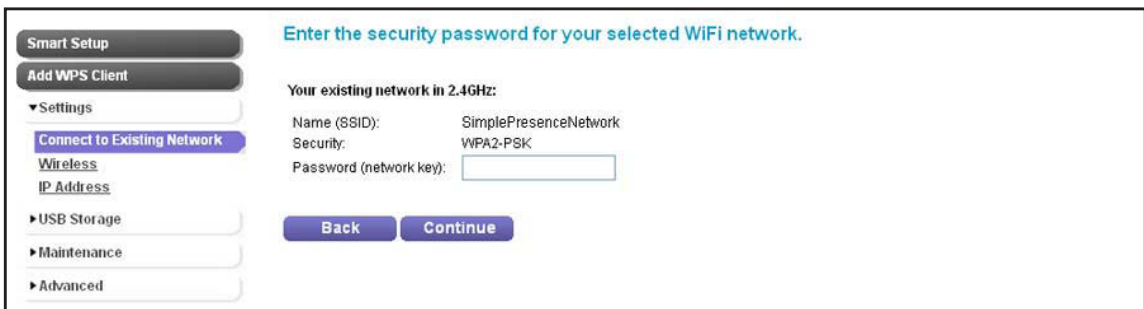 Smart Setup
Add WPS Client
▼Settings
Connect to Existing Network
Wireless
IP Address
▶USB Storage
▶Maintenance
▶Advanced
Enter the security password for your selected WiFi network.
Your existing network in 2.4GHz:
Name (SSID): SimplePresenceNetwork
Security: WPA2-PSK
Password (network key):
Back Continue